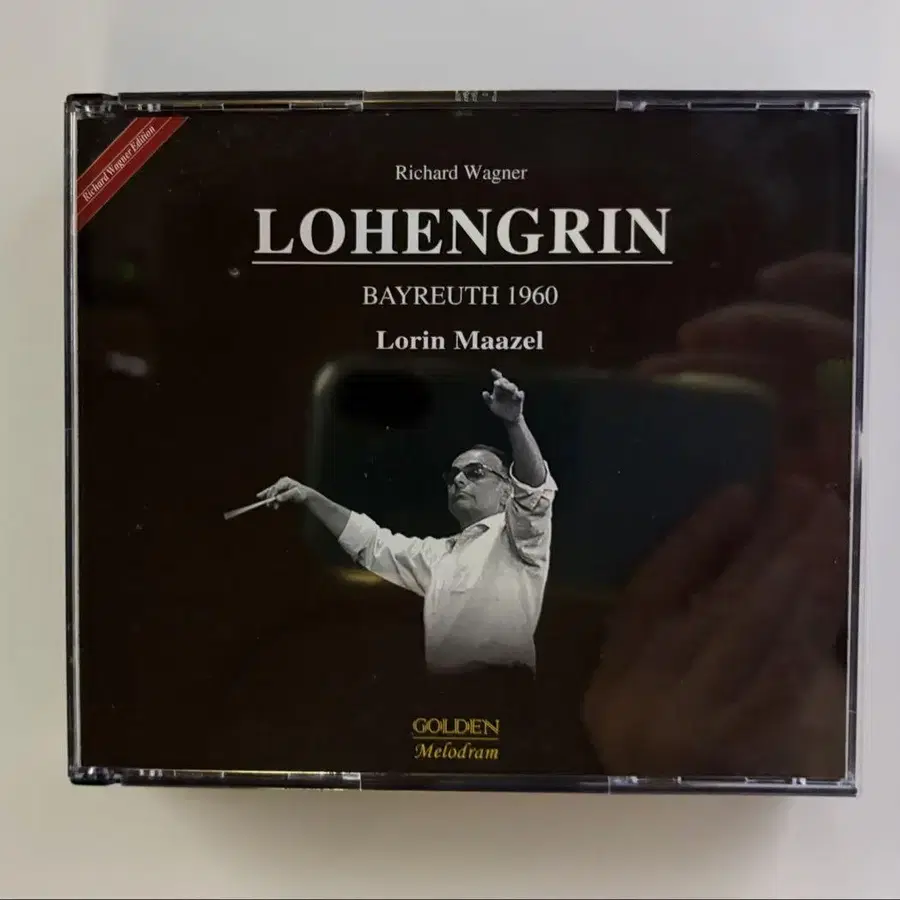 Richard Wagner Edition
Richard Wagner
LOHENGRIN
BAYREUTH 1960
Lorin Maazel
GOLDEN
Melodram